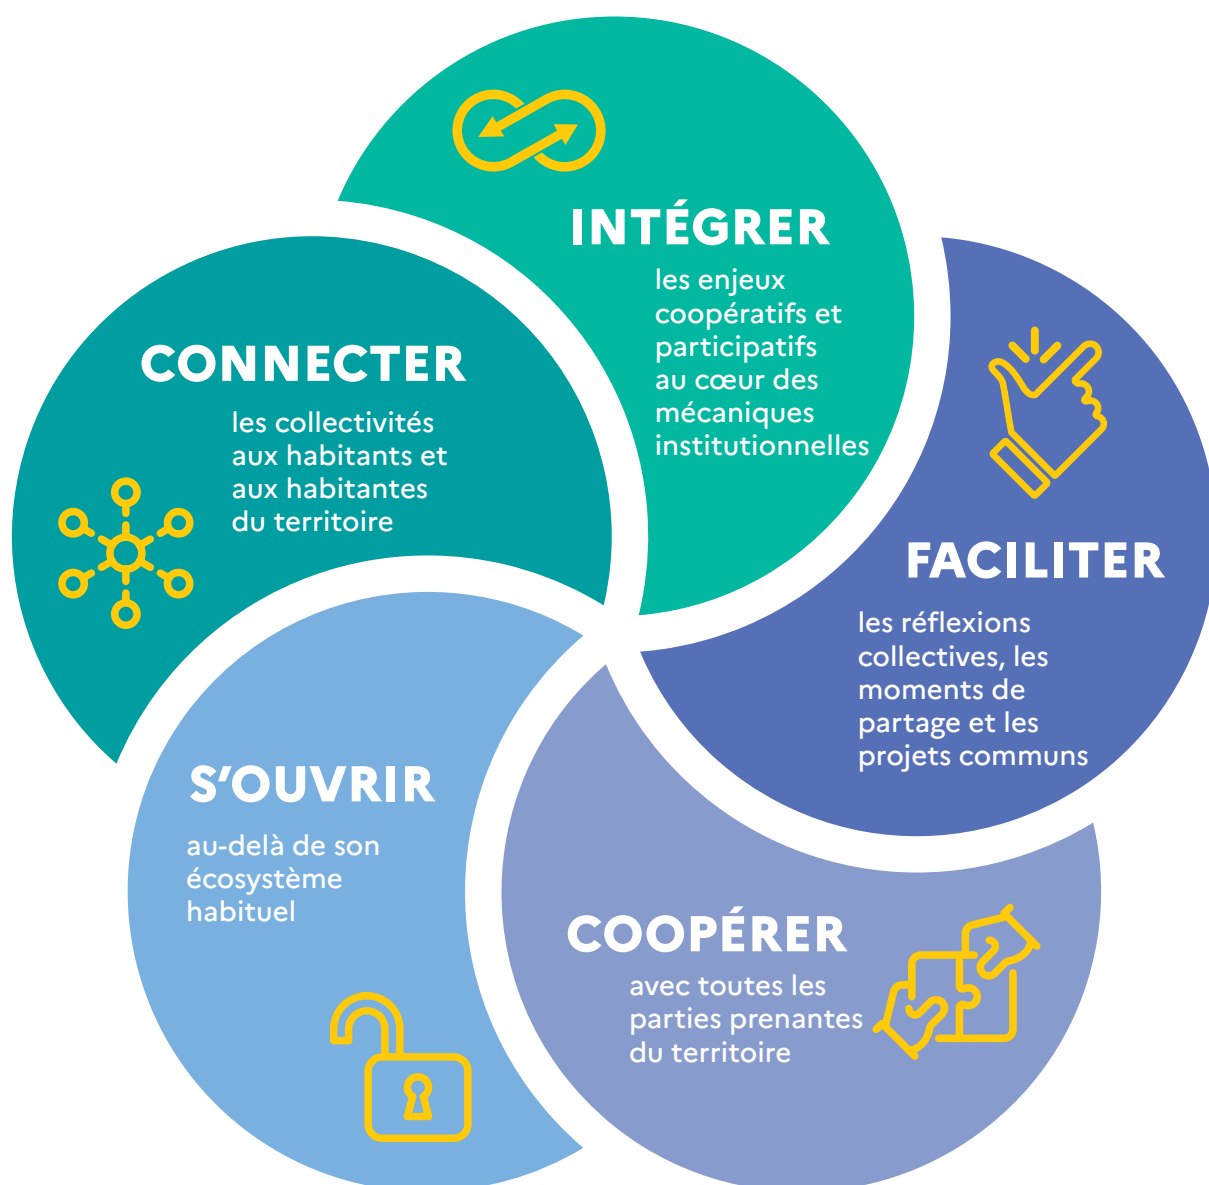 INTÉGRER
les enjeux
coopératifs et
participatifs
au cœur des
mécaniques
institutionnelles
FACILITER
les réflexions
collectives, les
moments de
partage et les
projets communs
COOPÉRER
avec toutes les
parties prenantes
du territoire
S’OUVRIR
au-delà de son
écosystème
habituel
CONNECTER
les collectivités
aux habitants et
aux habitantes
du territoire